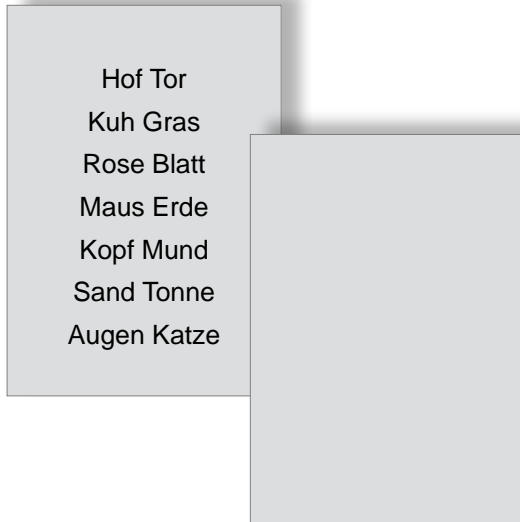 Hof Tor
Kuh Gras
Rose Blatt
Maus Erde
Kopf Mund
Sand Tonne
Augen Katze